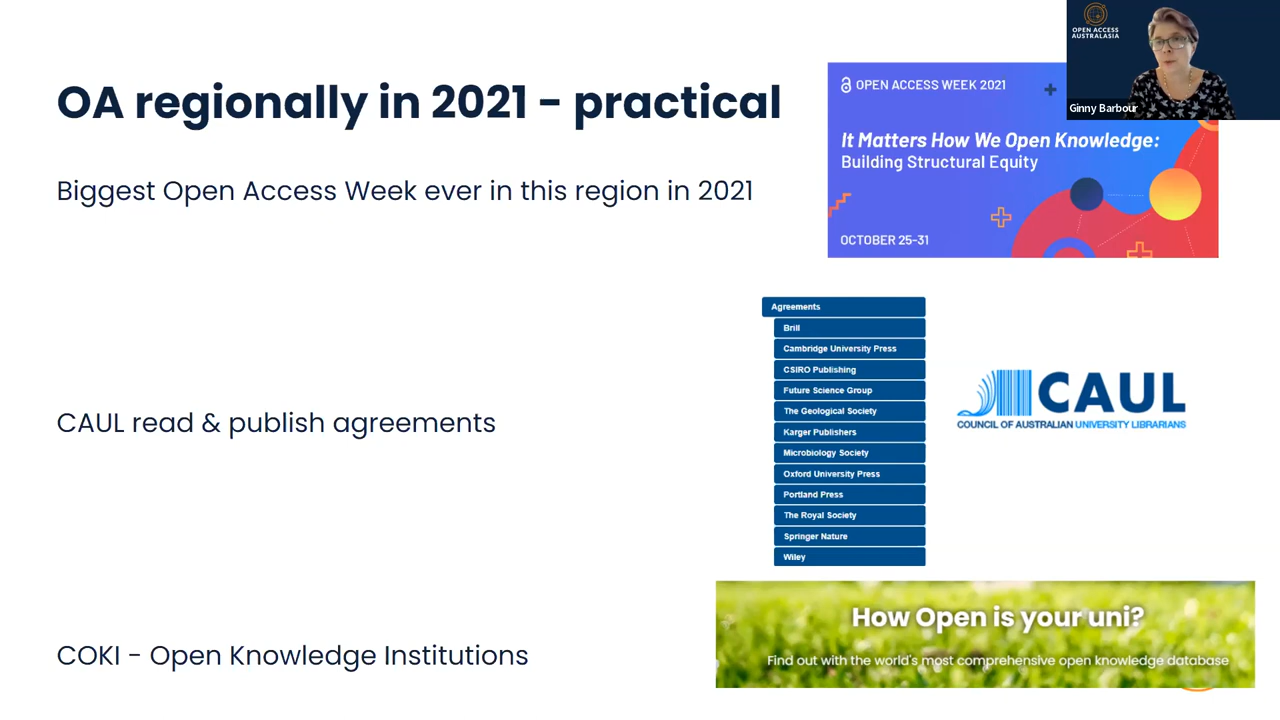 OPEN ACCESS
AUSTRALASIA
Ginny Barbour
OA regionally in 2021 - practical
OPEN ACCESS WEEK 2021
It Matters How We Open Knowledge:
Building Structural Equity
OCTOBER 25-31
Biggest Open Access Week ever in this region in 2021
Agreements
Brill
Cambridge University Press
CSIRO Publishing
Future Science Group
The Geological Society
Karger Publishers
Microbiology Society
Oxford University Press
Portland Press
The Royal Society
Springer Nature
Wiley
CAUL
COUNCIL OF AUSTRALIAN UNIVERSITY LIBRARIANS
CAUL read & publish agreements
How Open is your uni?
Find out with the world's most comprehensive open knowledge database
COKI - Open Knowledge Institutions